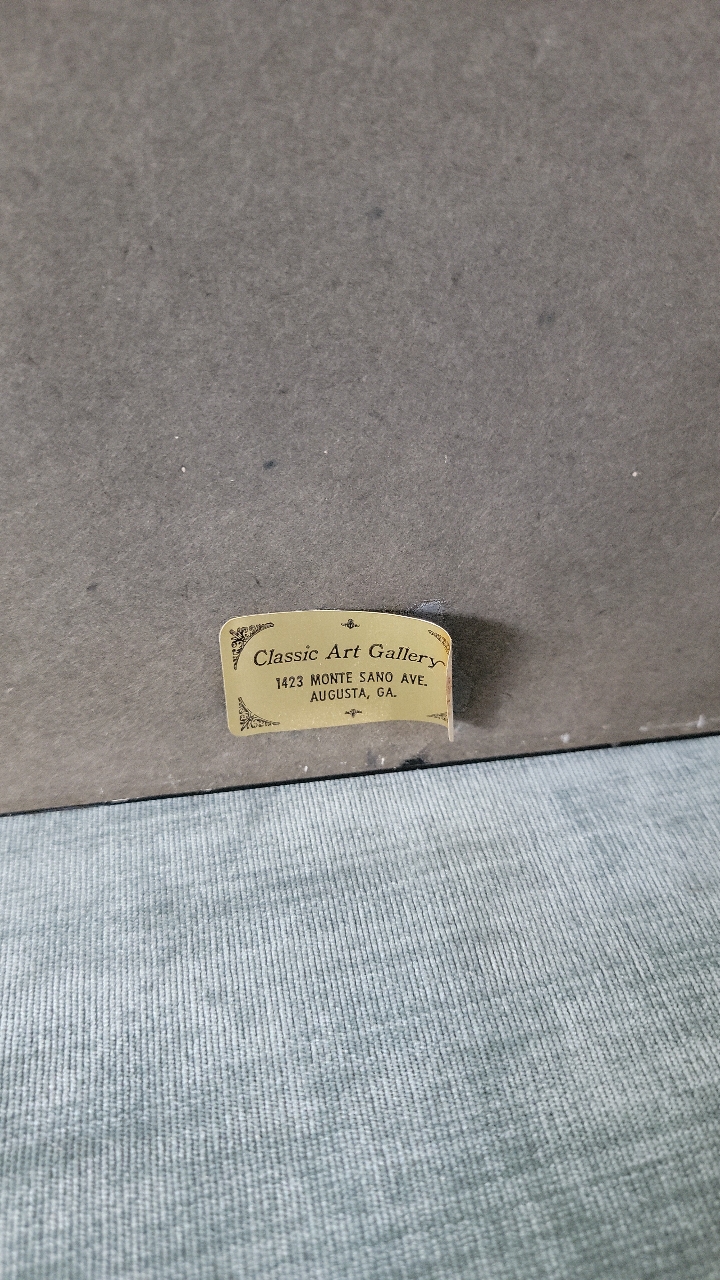 Classic Art Gallery
1423 MONTE SANO AVE.
AUGUSTA, GA.